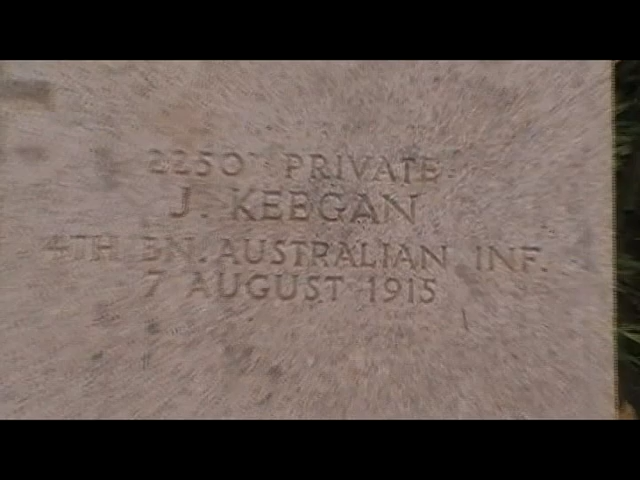 2250 PRIVATE
J. KEEGAN
4TH BN. AUSTRALIAN INF.
7 AUGUST 1915